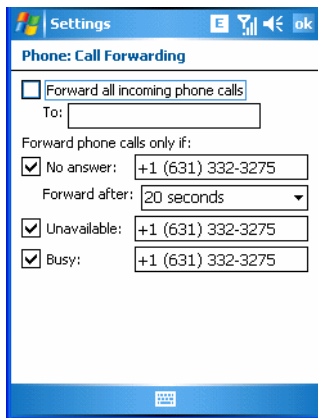 Settings E ok
Phone: Call Forwarding
Forward all incoming phone calls
To:
Forward phone calls only if:
No answer: +1 (631) 332-3275
Forward after: 20 seconds
Unavailable: +1 (631) 332-3275
Busy: +1 (631) 332-3275